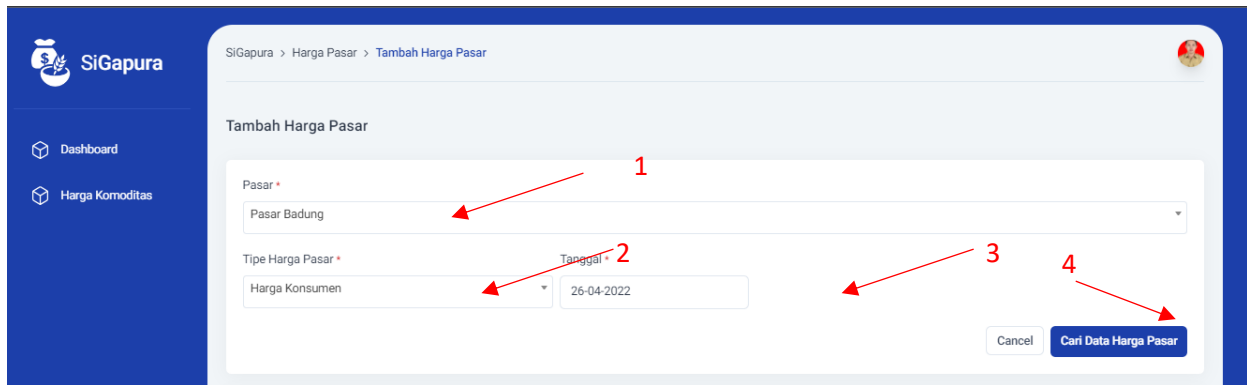 SiGapura
SiGapura > Harga Pasar > Tambah Harga Pasar
Dashboard
Harga Komoditas
Tambah Harga Pasar
1
Pasar *
Pasar Badung
Tipe Harga Pasar *
Tanggal *
2
3
4
Harga Konsumen
26-04-2022
Cancel
Cari Data Harga Pasar